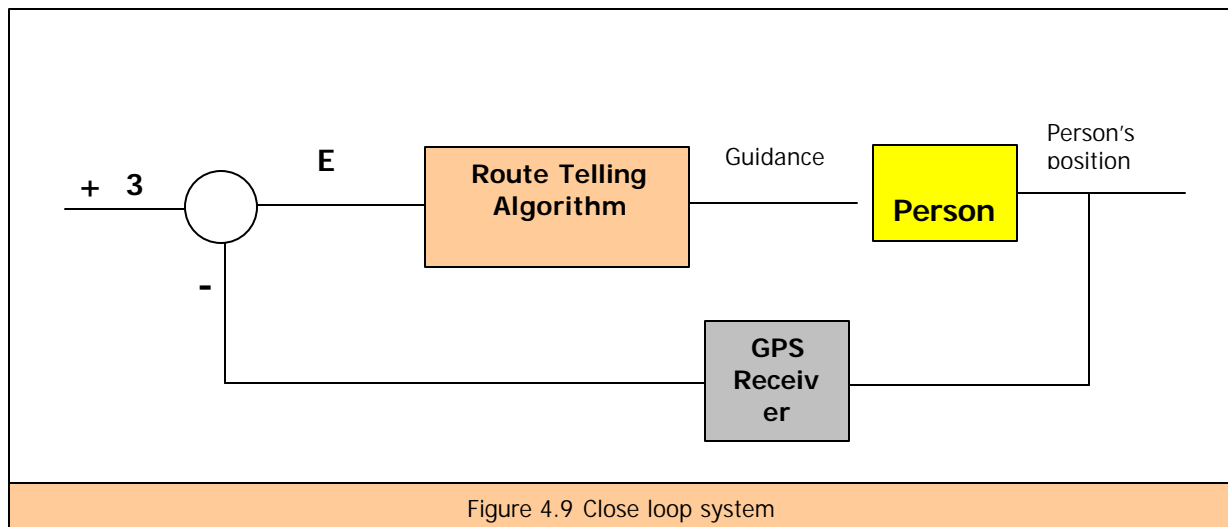 + 3
E
Route Telling
Algorithm
Guidance
Person
Person's
position
-
GPS
Receiv
er
Figure 4.9 Close loop system